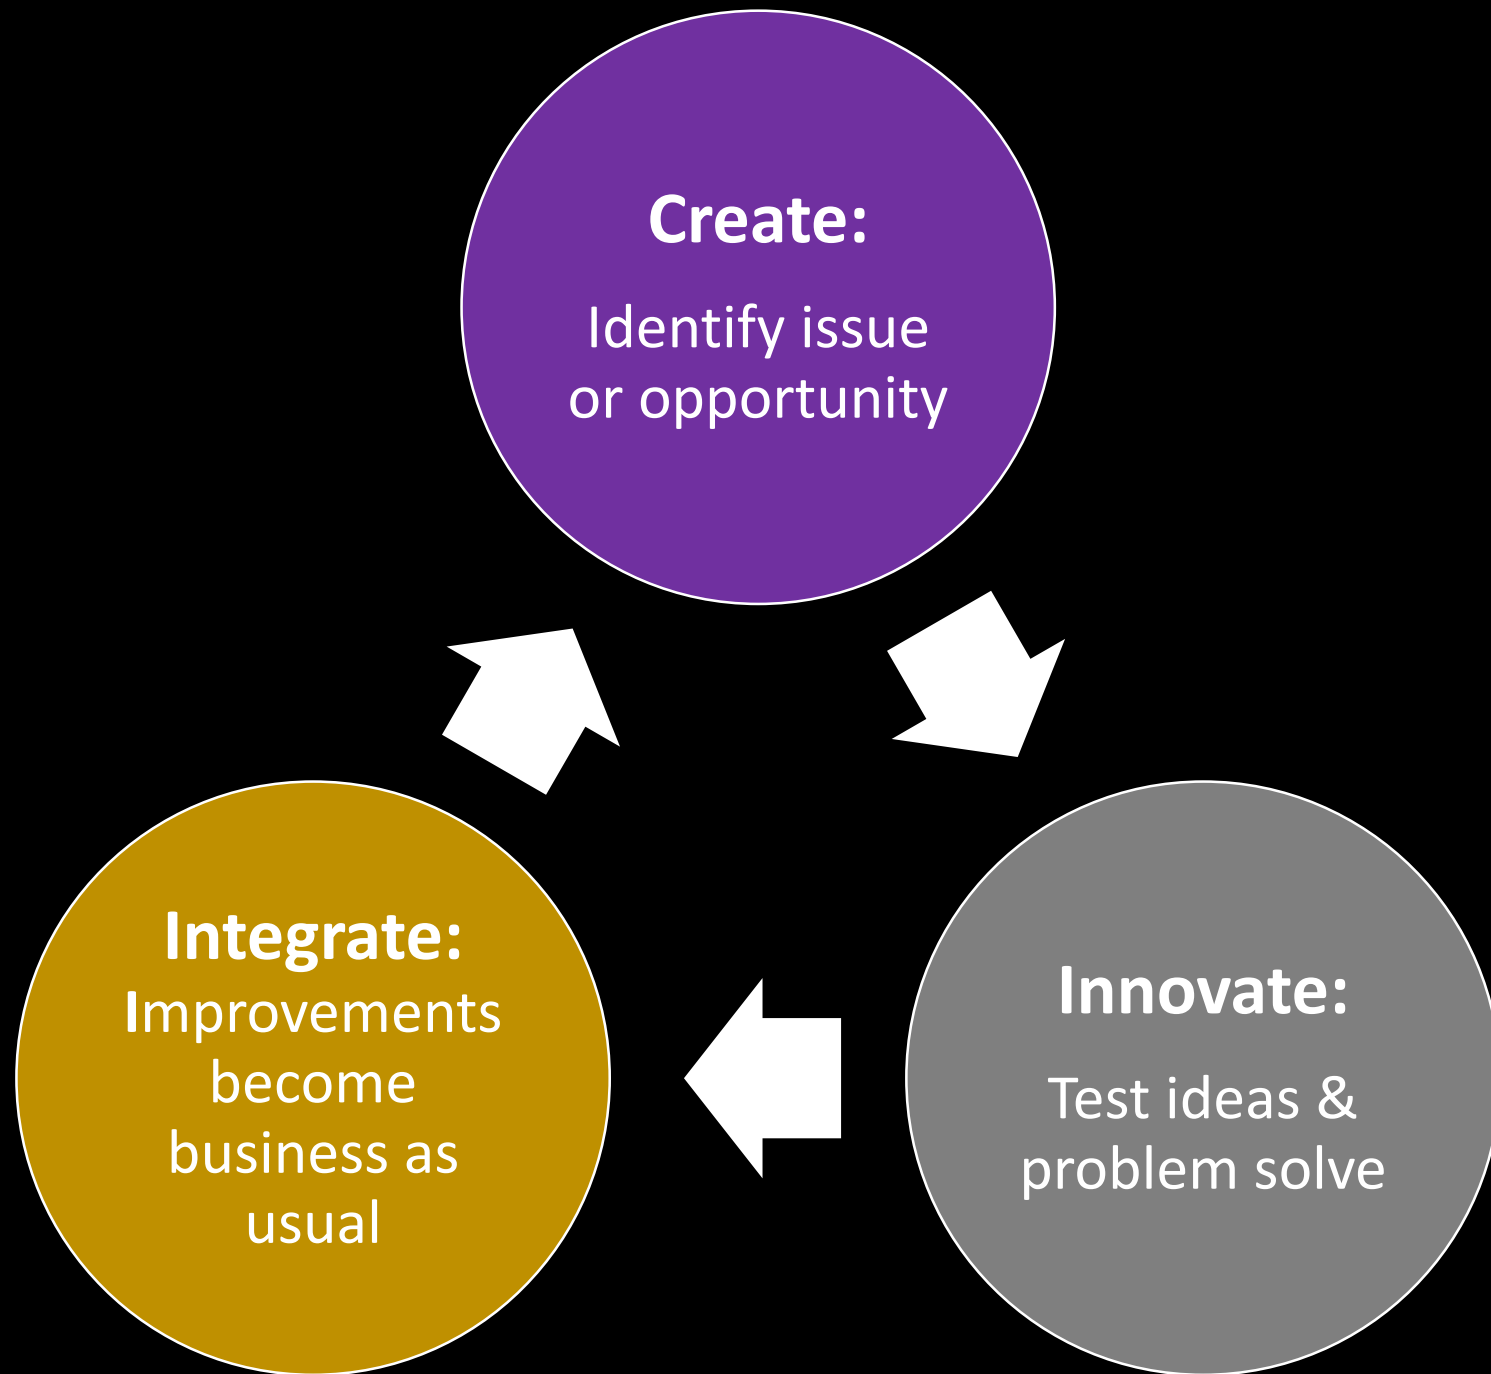 Create:
Identify issue
or opportunity
Innovate:
Test ideas &
problem solve
Integrate:
Improvements
become
business as
usual